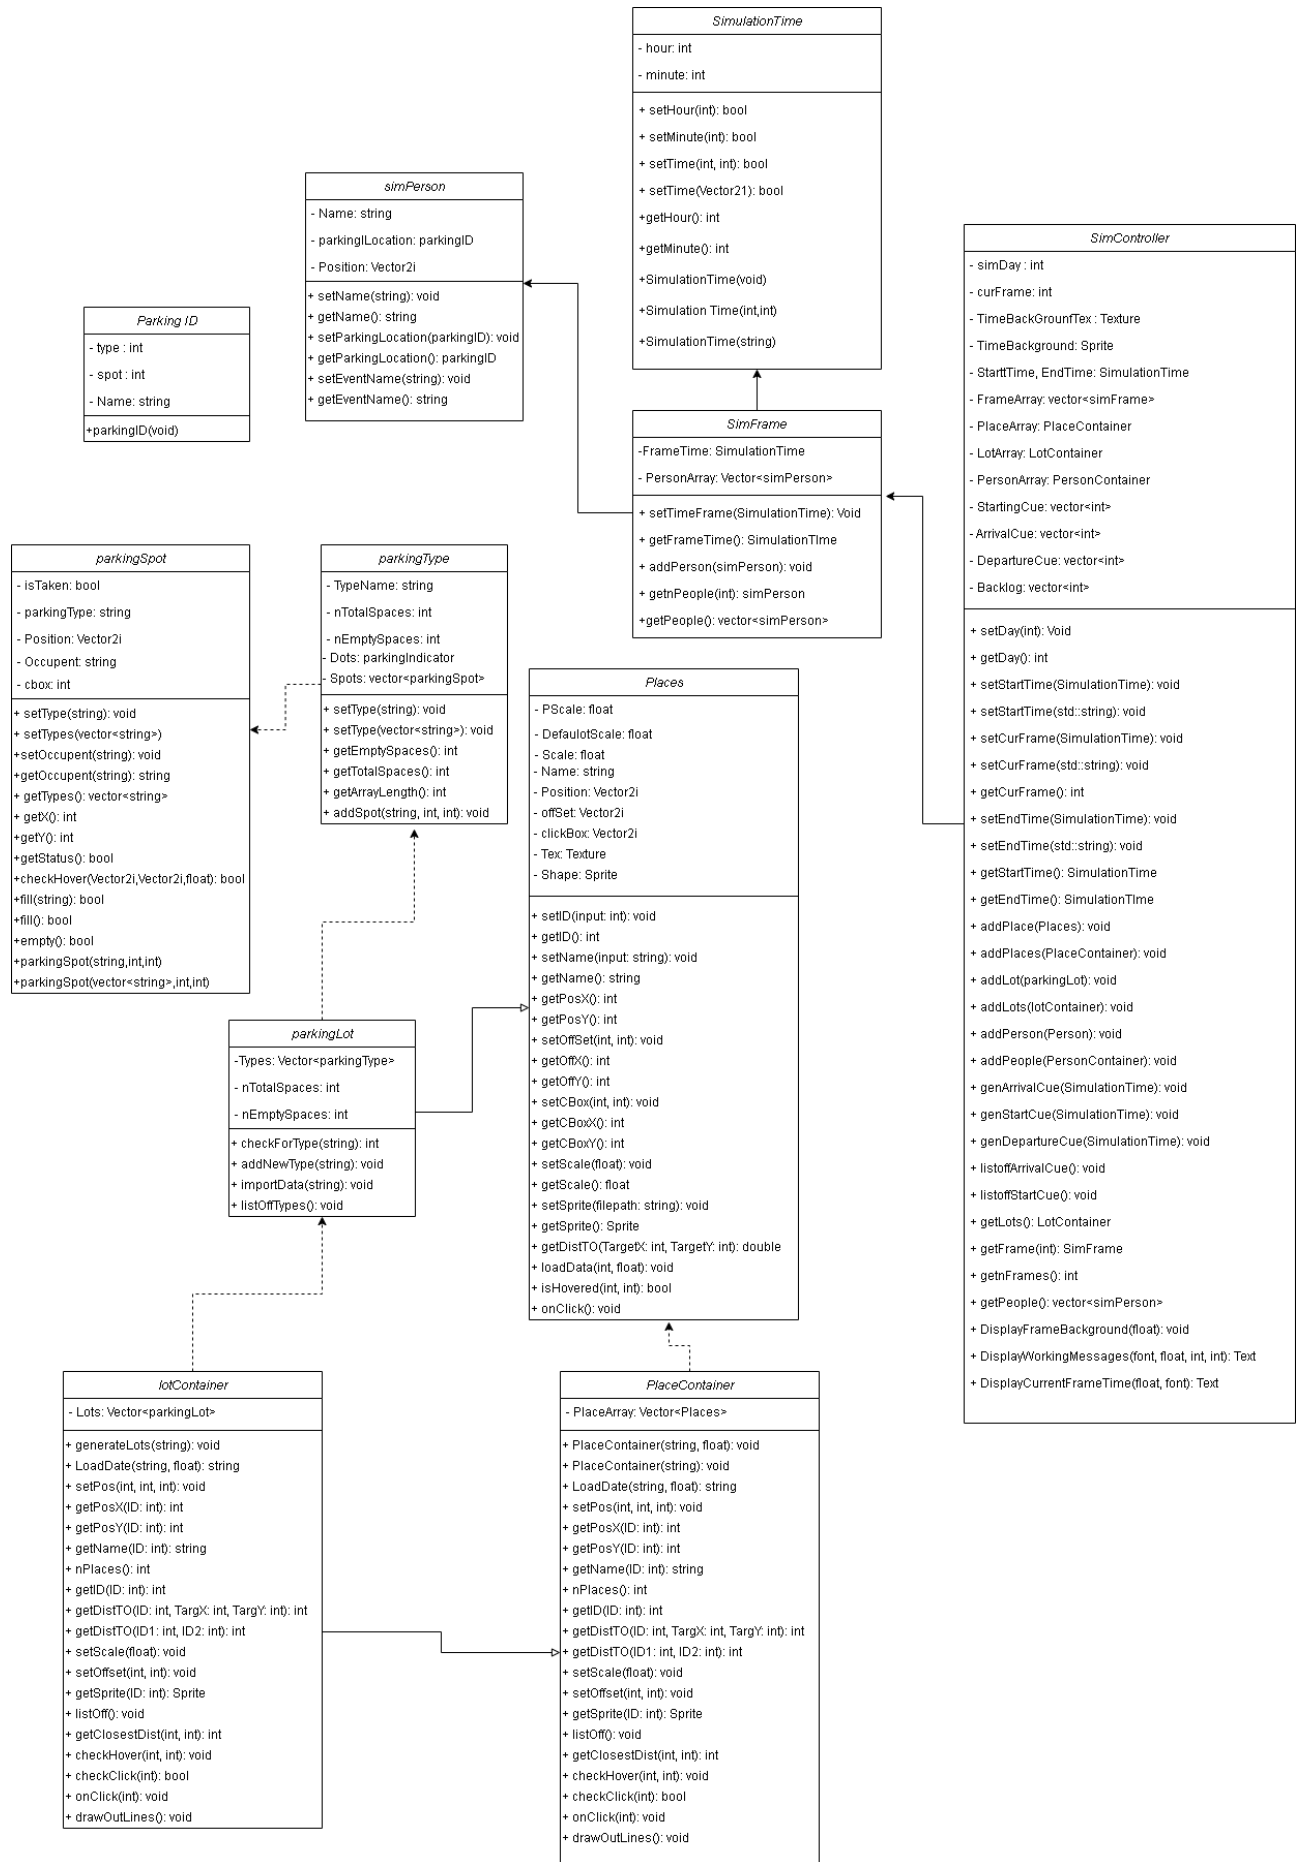 SimulationTime
- hour: int
- minute: int
+ setHour(int): bool
+ setMinute(int): bool
+ setTime(int, int): bool
+ setTime(Vector21): bool
+getHour(): int
+getMinute(): int
+SimulationTime(void)
+Simulation Time(int,int)
+SimulationTime(string)
simPerson
- Name: string
- parkingILocation: parkingID
- Position: Vector2i
+ setName(string): void
+ getName(): string
+ setParkingLocation(parkingID): void
+ getParkingLocation(): parkingID
+ setEventName(string): void
+ getEventName(): string
SimController
- simDay : int
- curFrame: int
- TimeBackGrounfTex : Texture
- TimeBackground: Sprite
- StarttTime, EndTime: SimulationTime
- FrameArray: vector<simFrame>
- PlaceArray: PlaceContainer
- LotArray: LotContainer
- PersonArray: PersonContainer
- StartingCue: vector<int>
-ArrivalCue: vector<int>
- DepartureCue: vector<int>
- Backlog: vector<int>
+ setDay(int): Void
+ getDay(): int
+ setStartTime(SimulationTime): void
+ setStartTime(std::string): void
+ setCurFrame(SimulationTime): void
+ setCurFrame(std::string): void
+ getCurFrame(): int
+ setEndTime(SimulationTime): void
+ setEndTime(std::string): void
+ getStartTime(): SimulationTime
+ getEndTime(): SimulationTIme
+ addPlace(Places): void
+ addPlaces(PlaceContainer): void
+ addLot(parkingLot): void
+ addLots(lotContainer): void
+ addPerson(Person): void
+ addPeople(PersonContainer): void
+ genArrivalCue(SimulationTime): void
+ genStartCue(SimulationTime): void
+ genDepartureCue(SimulationTime): void
+ listoffArrivalCue(): void
+ listoffStartCue(): void
+ getLots(): LotContainer
+ getFrame(int): SimFrame
+ getnFrames(): int
+ getPeople(): vector<simPerson>
+ DisplayFrameBackground(float): void
+ DisplayWorkingMessages(font, float, int, int): Text
+ DisplayCurrentFrameTime(float, font): Text
Parking ID
- type : int
- spot : int
- Name: string
+parkingID(void)
SimFrame
-FrameTime: SimulationTime
- PersonArray: Vector<simPerson>
+ setTimeFrame(SimulationTime): Void
+ getFrameTime(): SimulationTIme
+ addPerson(simPerson): void
+ getnPeople(int): simPerson
+getPeople(): vector<simPerson>
parkingSpot
- isTaken: bool
- parkingType: string
- Position: Vector2i
- Occupent: string
- cbox: int
+ setType(string): void
+ setTypes(vector<string>)
+setOccupent(string): void
+getOccupent(string): string
+ getTypes(): vector<string>
+ getX(): int
+getY(): int
+getStatus(): bool
+checkHover(Vector2i,Vector2i,float): bool
+fill(string): bool
+fill(): bool
+empty(): bool
+parkingSpot(string,int,int)
+parkingSpot(vector<string>,int,int)
parkingType
- TypeName: string
- nTotalSpaces: int
- nEmptySpaces: int
- Dots: parkingIndicator
- Spots: vector<parkingSpot>
+ setType(string): void
+ setType(vector<string>): void
+ getEmptySpaces(): int
+ getTotalSpaces(): int
+ getArrayLength(): int
+ addSpot(string, int, int): void
Places
- PScale: float
- DefaulotScale: float
- Scale: float
- Name: string
- Position: Vector2i
- offSet: Vector2i
- clickBox: Vector2i
- Tex: Texture
- Shape: Sprite
+ setID(input: int): void
+ getID(): int
+ setName(input: string): void
+ getName(): string
+ getPosX(): int
+ getPosY(): int
+ setOffSet(int, int): void
+ getOffX(): int
+ getOffY(): int
+ setCBox(int, int): void
+ getCBoxX(): int
+ getCBoxY(): int
+ setScale(float): void
+ getScale(): float
+ setSprite(filepath: string): void
+ getSprite(): Sprite
+ getDistTO(TargetX: int, TargetY: int): double
+ loadData(int, float): void
+ isHovered(int, int): bool
+ onClick(): void
parkingLot
-Types: Vector<parkingType>
- nTotalSpaces: int
- nEmptySpaces: int
+ checkForType(string): int
+ addNewType(string): void
+ importData(string): void
+ listOffTypes(): void
lotContainer
- Lots: Vector<parkingLot>
+ generateLots(string): void
+ LoadDate(string, float): string
+ setPos(int, int, int): void
+ getPosX(ID: int): int
+ getPosY(ID: int): int
+ getName(ID: int): string
+ nPlaces(): int
+ getID(ID: int): int
+ getDistTO(ID: int, TargX: int, TargY: int): int
+ getDistTO(ID1: int, ID2: int): int
+ setScale(float): void
+ setOffset(int, int): void
+ getSprite(ID: int): Sprite
+ listOff(): void
+ getClosestDist(int, int): int
+ checkHover(int, int): void
+ checkClick(int): bool
+ onClick(int): void
+ drawOutLines(): void
PlaceContainer
- PlaceArray: Vector<Places>
+ PlaceContainer(string, float): void
+ PlaceContainer(string): void
+ LoadDate(string, float): string
+ setPos(int, int, int): void
+ getPosX(ID: int): int
+ getPosY(ID: int): int
+ getName(ID: int): string
+ nPlaces(): int
+ getID(ID: int): int
+ getDistTO(ID: int, TargX: int, TargY: int): int
+ getDistTO(ID1: int, ID2: int): int
+ setScale(float): void
+ setOffset(int, int): void
+ getSprite(ID: int): Sprite
+ listOff(): void
+ getClosestDist(int, int): int
+ checkHover(int, int): void
+ checkClick(int): bool
+ onClick(int): void
+ drawOutLines(): void